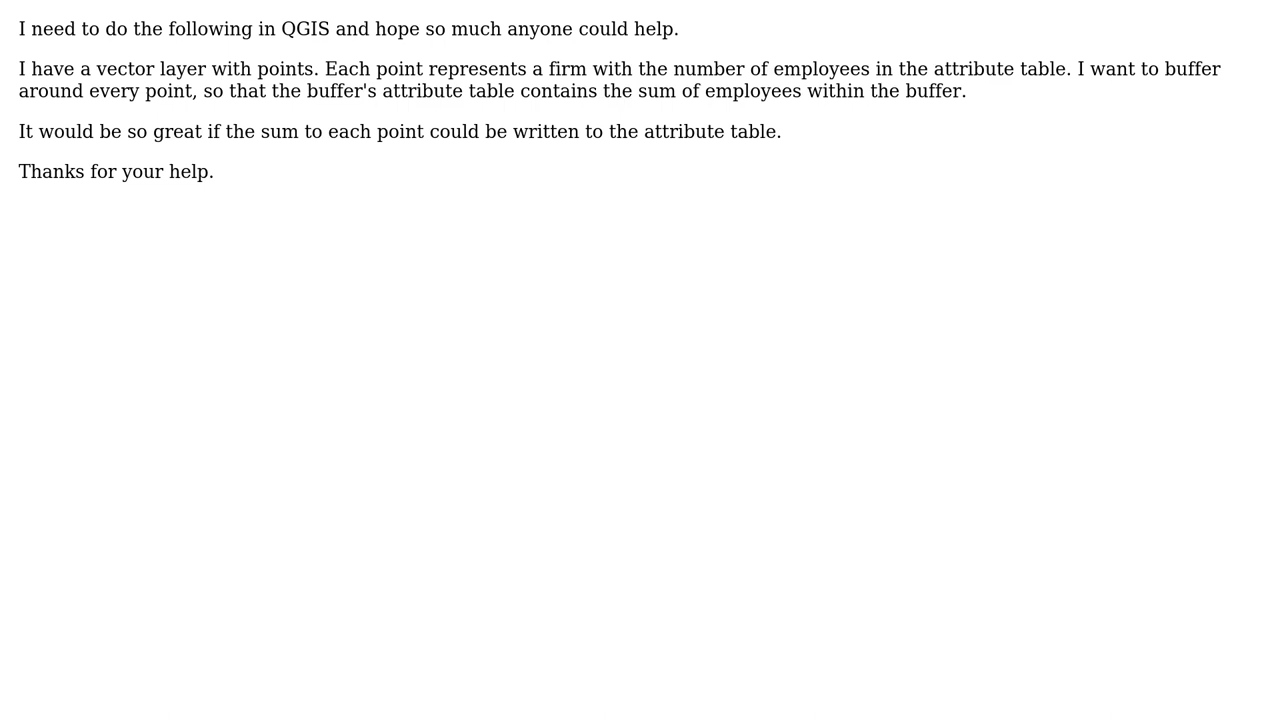 I need to do the following in QGIS and hope so much anyone could help.
I have a vector layer with points. Each point represents a firm with the number of employees in the attribute table. I want to buffer
around every point, so that the buffer's attribute table contains the sum of employees within the buffer.
It would be so great if the sum to each point could be written to the attribute table.
Thanks for your help.